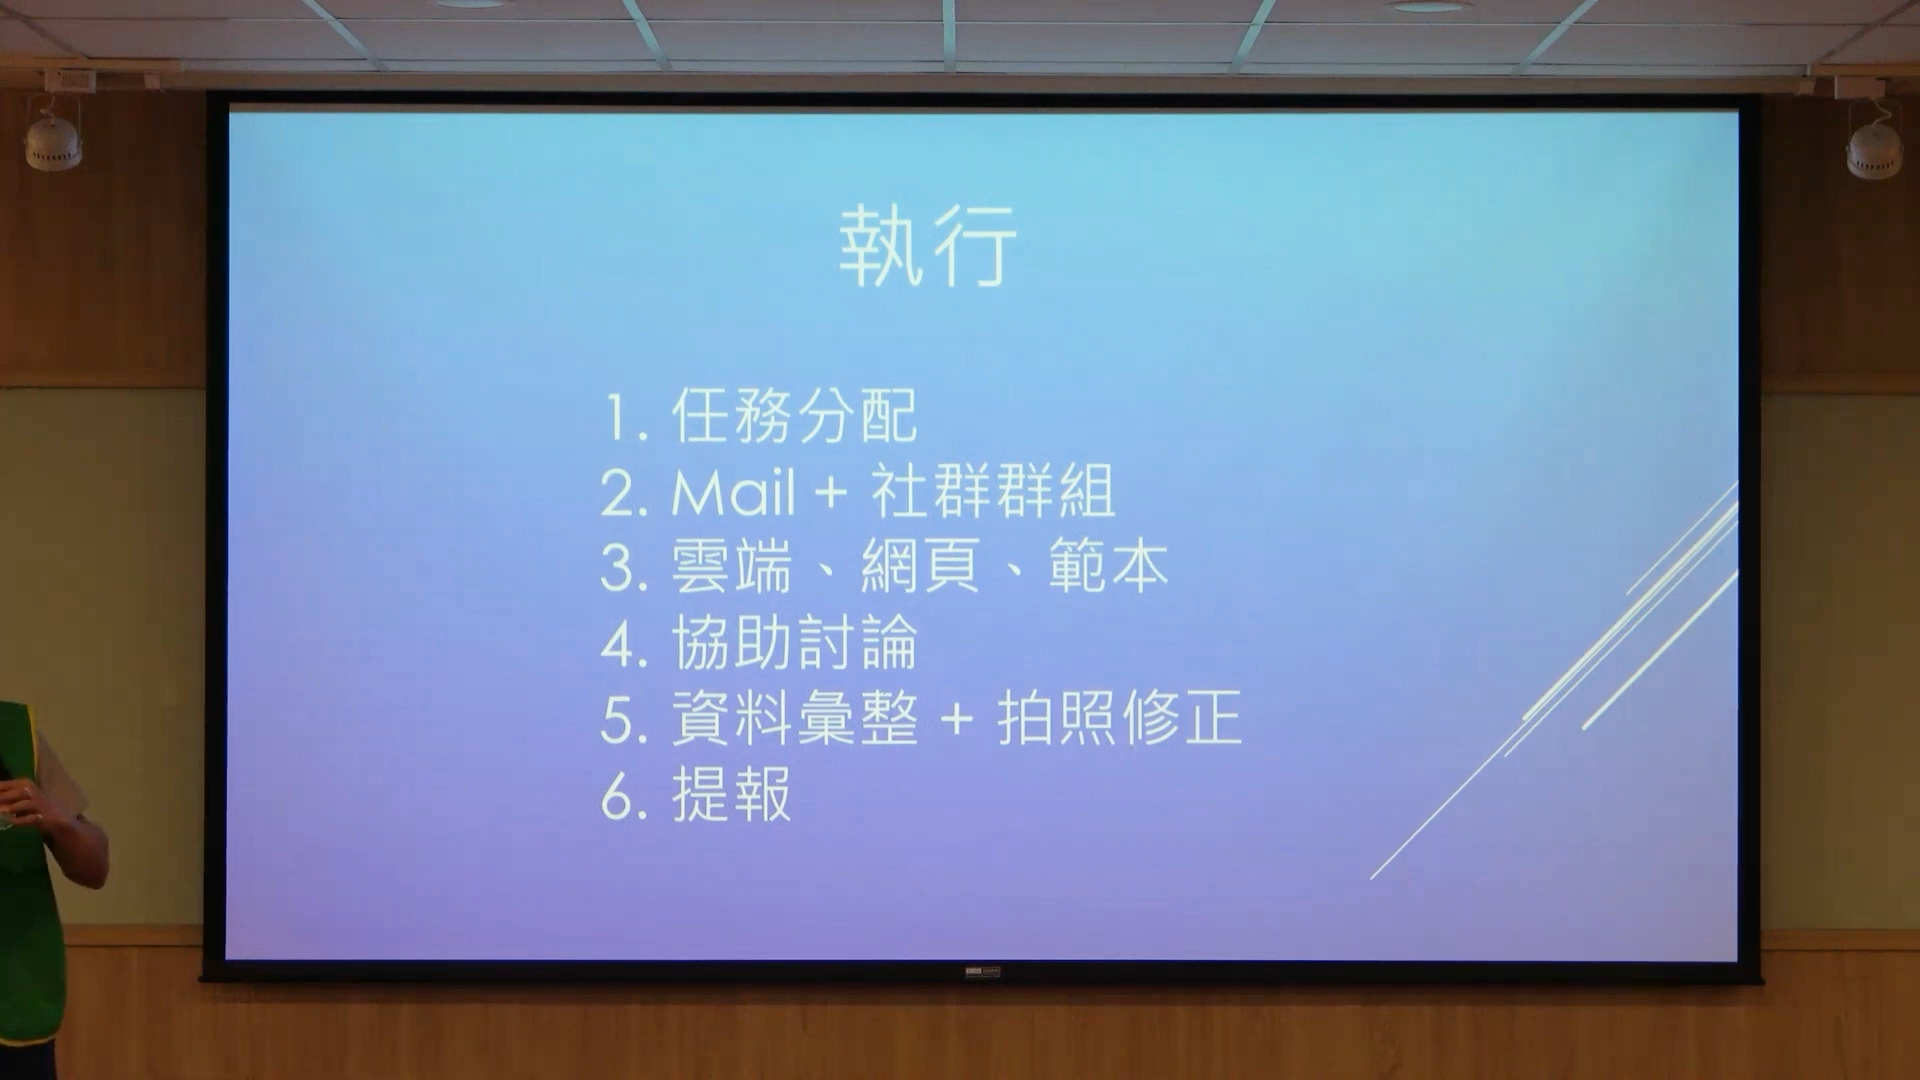 執行
1. 任務分配
2. Mail + 社群群組
3. 雲端、網頁、範本
4. 協助討論
5. 資料彙整 + 拍照修正
6. 提報